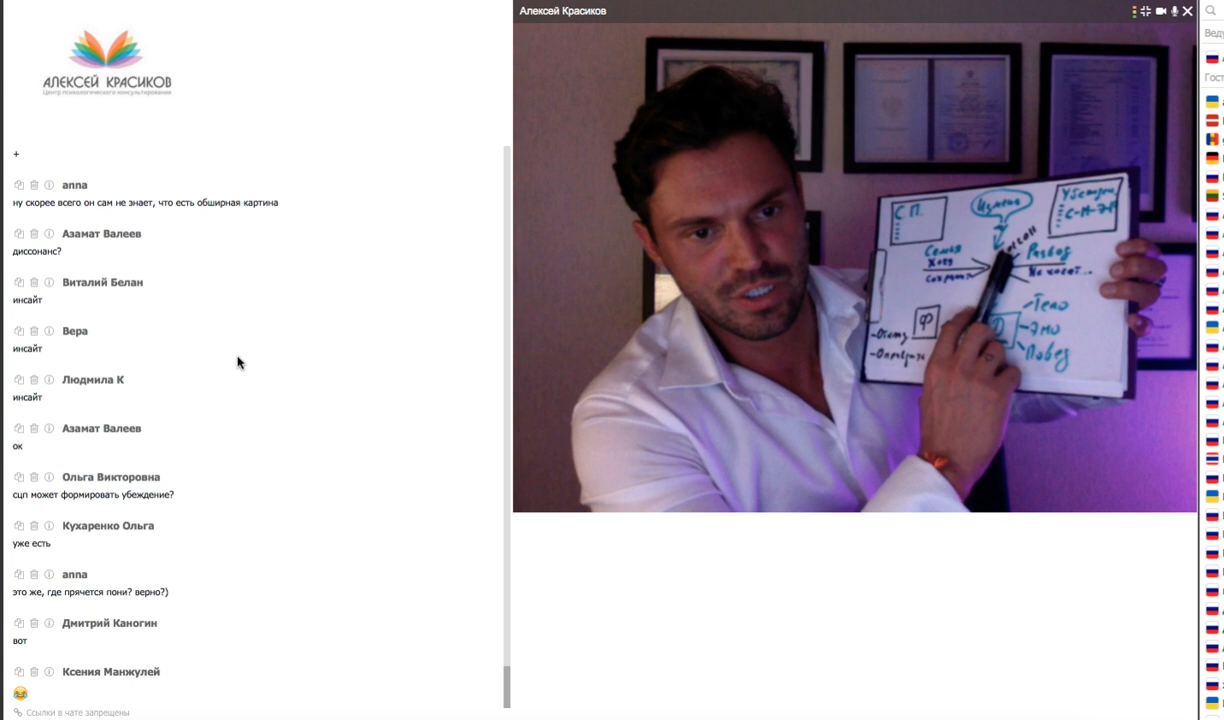 АЛЕКСЕЙ КРАСИКОВ
Центр психологического консультирования
+
anna
ну скорее всего он сам не знает, что есть обширная картина
Азамат Валеев
диссонанс?
Виталий Белан
инсайт
Вера
инсайт
Людмила К
инсайт
Азамат Валеев
ок
Ольга Викторовна
сцп может формировать убеждение?
Кухаренко Ольга
уже есть
anna
это же, где прячется пони? верно?)
Дмитрий Каногин
вот
Ксения Манжулей
😂
Ссылки в чате запрещены
Алексей Красиков
С.П.
Измена
С-М-Э-Р
Семья
Хочу
Развод
Не хочет...
Ф
-Тело
-Эмо
Повед
Веду
Гост